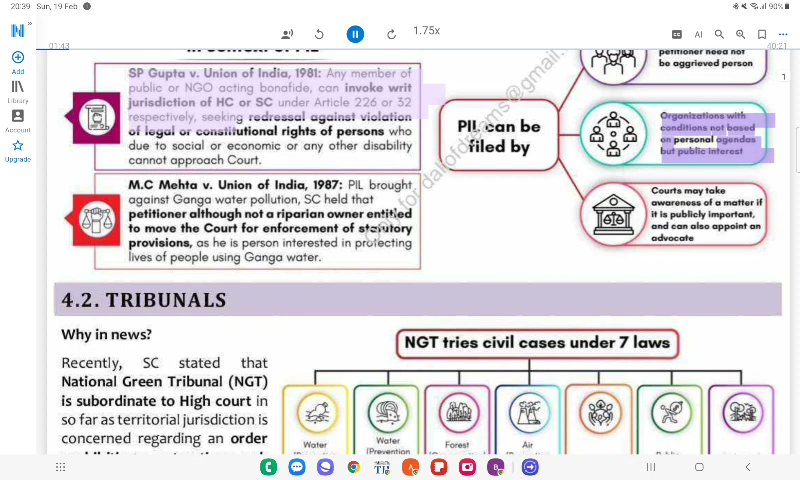 20:39 Sun, 19 Feb
90%
1.75x
AI
01:43
40:21
Add
Library
Account
Upgrade
1
SP Gupta v. Union of India, 1981: Any member of
public or NGO acting bonafide, can invoke writ
jurisdiction of HC or SC under Article 226 or 32
respectively, seeking redressal against violation
of legal or constitutional rights of persons who
due to social or economic or any other disability
cannot approach Court.
M.C Mehta v. Union of India, 1987: PIL brought
against Ganga water pollution, SC held that
petitioner although not a riparian owner entitled
to move the Court for enforcement of statutory
provisions, as he is person interested in protecting
lives of people using Ganga water.
PIL can be
filed by
petitioner need not
be aggrieved person
Organizations with
conditions not based
on personal agendas
but public interest
Courts may take
awareness of a matter if
it is publicly important,
and can also appoint an
advocate
4.2. TRIBUNALS
Why in news?
Recently, SC stated that
National Green Tribunal (NGT)
is subordinate to High court in
so far as territorial jurisdiction is
concerned regarding an order
NGT tries civil cases under 7 laws
Water
Water
(Prevention
Forest
Air